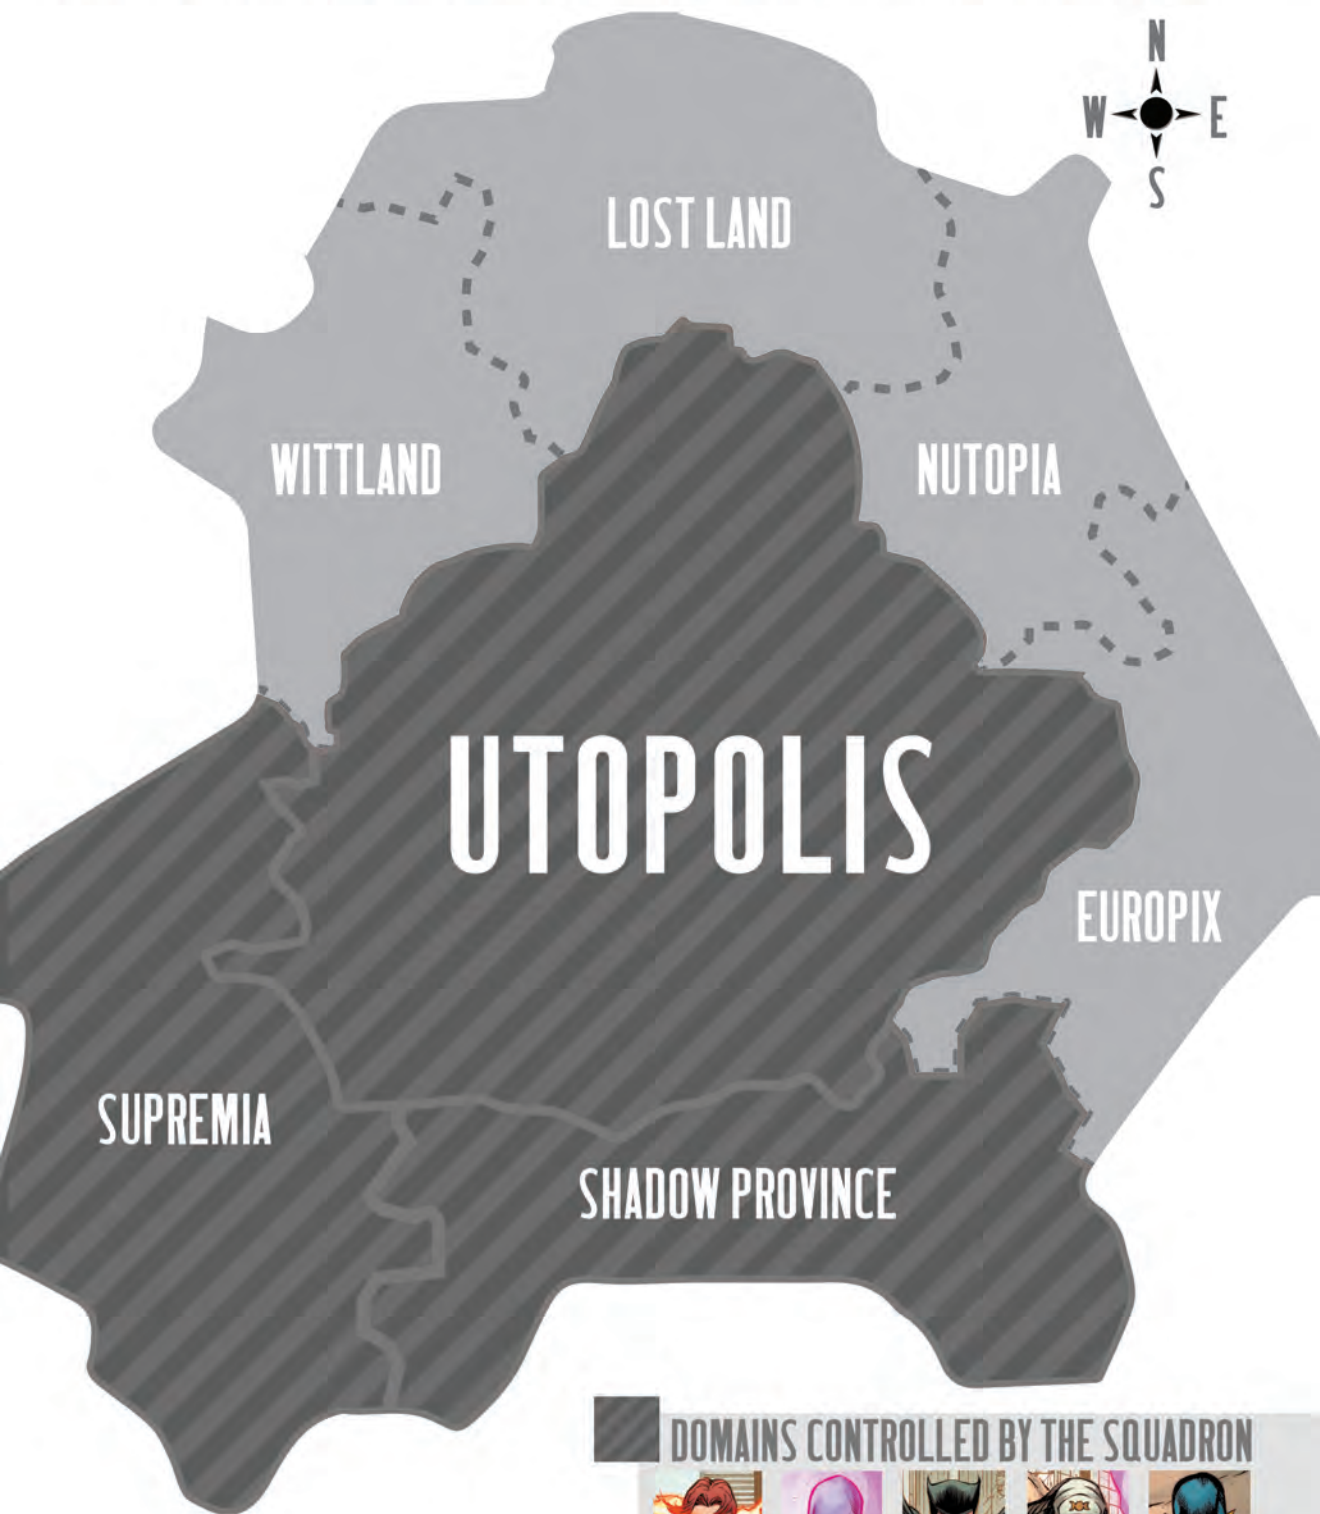 N
W E
S
LOST LAND
WITTLAND
NUTOPIA
UTOPOLIS
EUROPIX
SUPREMIA
SHADOW PROVINCE
DOMAINS CONTROLLED BY THE SQUADRON